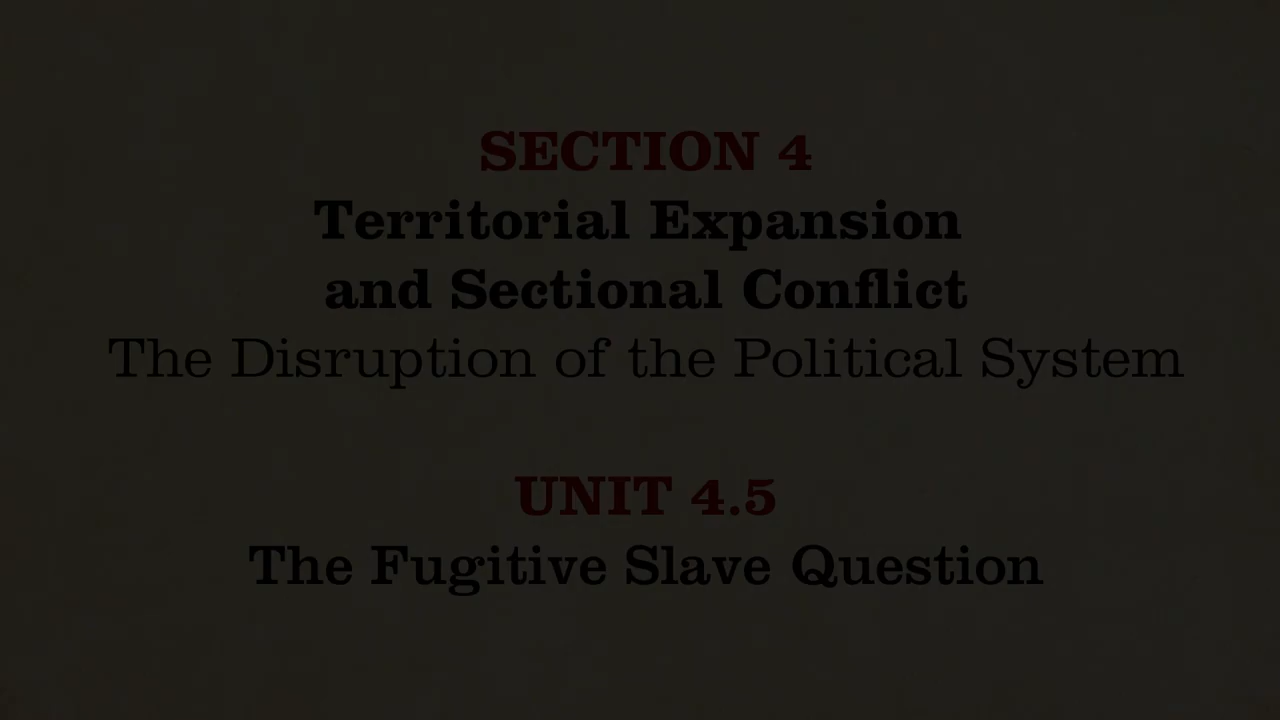 SECTION 4
Territorial Expansion
and Sectional Conflict
The Disruption of the Political System
UNIT 4.5
The Fugitive Slave Question